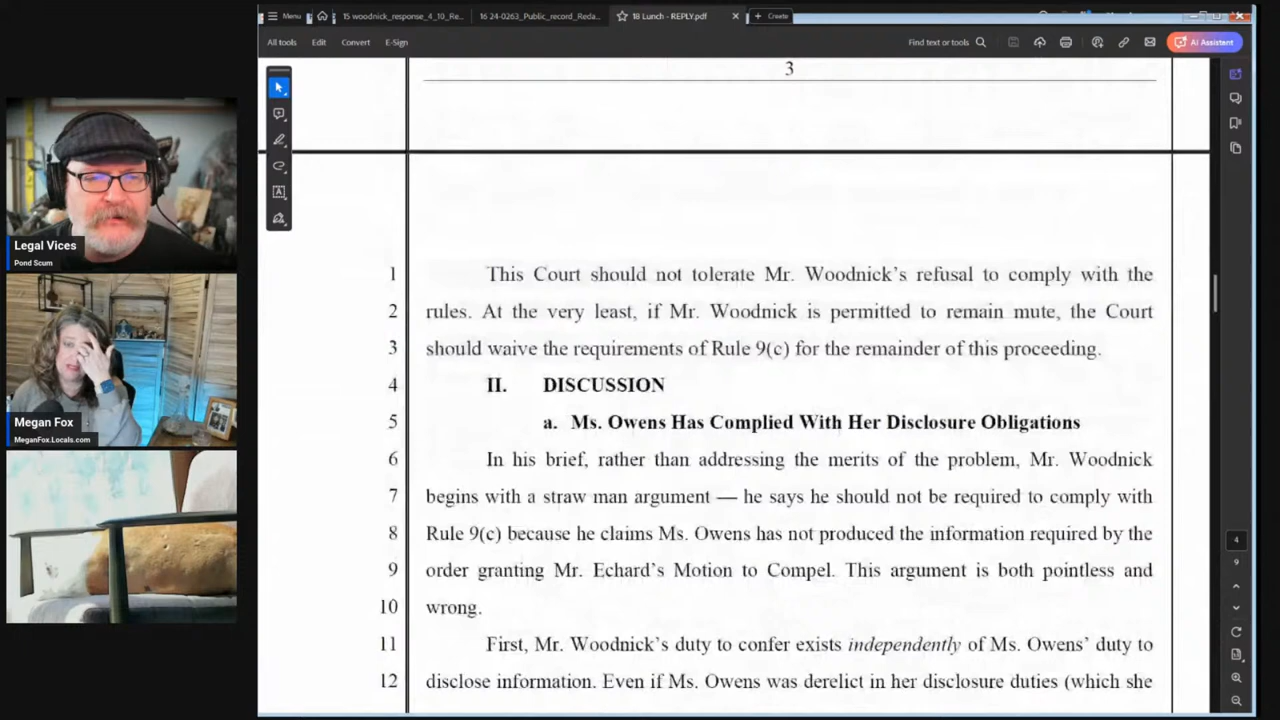 Menu
15 woodnick_response_4_10_Re...
16 24-0263_Public_record_Reda...
18 Lunch - REPLY.pdf
Create
All tools
Edit
Convert
E-Sign
Find text or tools
AI Assistant
3
1 This Court should not tolerate Mr. Woodnick's refusal to comply with the
2 rules. At the very least, if Mr. Woodnick is permitted to remain mute, the Court
3 should waive the requirements of Rule 9(c) for the remainder of this proceeding.
4 II. DISCUSSION
5 a. Ms. Owens Has Complied With Her Disclosure Obligations
6 In his brief, rather than addressing the merits of the problem, Mr. Woodnick
7 begins with a straw man argument — he says he should not be required to comply with
8 Rule 9(c) because he claims Ms. Owens has not produced the information required by the
9 order granting Mr. Echard's Motion to Compel. This argument is both pointless and
10 wrong.
11 First, Mr. Woodnick's duty to confer exists independently of Ms. Owens' duty to
12 disclose information. Even if Ms. Owens was derelict in her disclosure duties (which she
4
9
Legal Vices
Pond Scum
Megan Fox
MeganFox.Locals.com